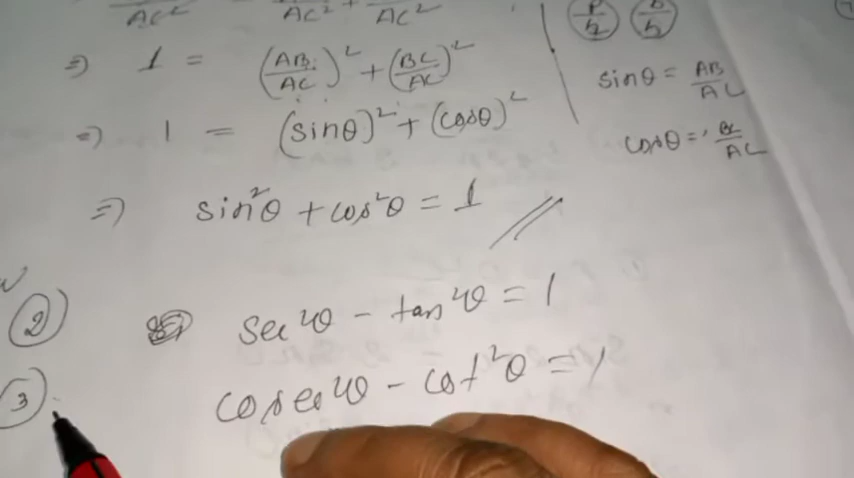 AC² AC² + AC²
⇒ 1 = (AB/AC)² + (BC/AC)²
⇒ 1 = (sinθ)² + (cosθ)²
⇒ sin²θ + cos²θ = 1
P/h b/h
sinθ = AB/AC
cosθ = BC/AC
2 sec²θ - tan²θ = 1
3 cosec²θ - cot²θ = 1